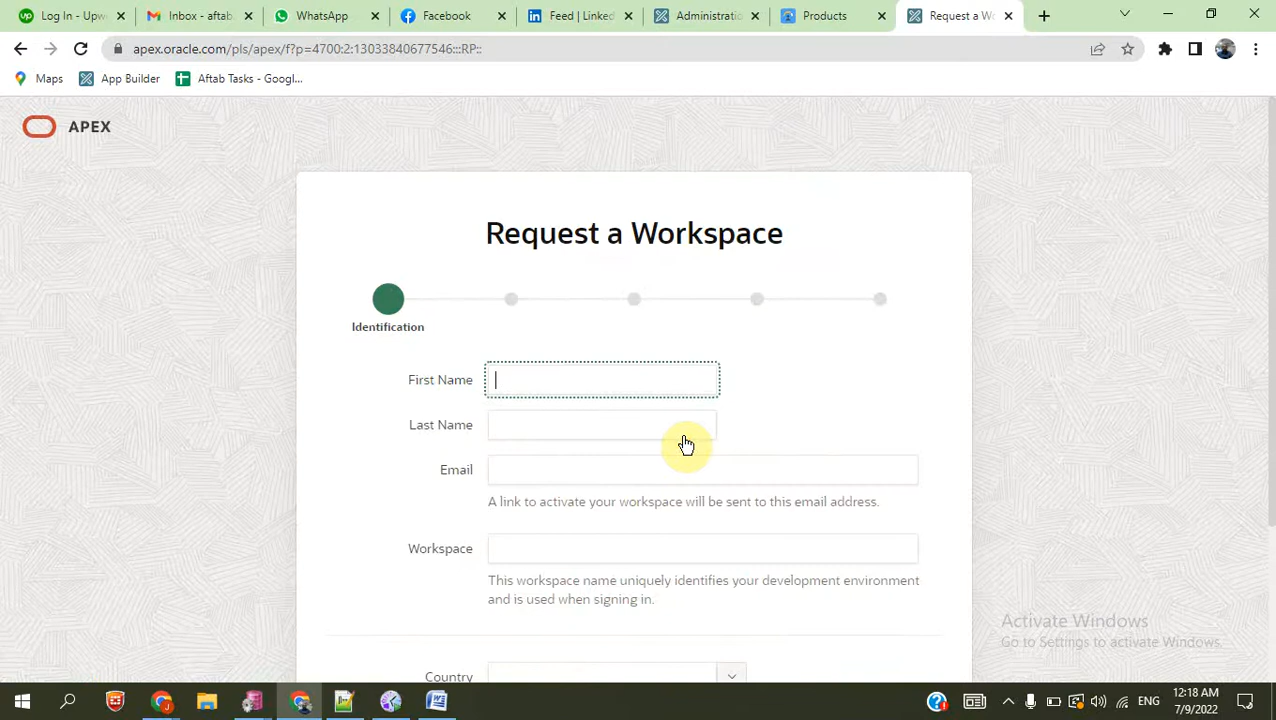 Log In - Upwo
Inbox - aftab.
WhatsApp
Facebook
Feed | Linked
Administratio
Products
Request a Wo
apex.oracle.com/pls/apex/f?p=4700:2:13033840677546:::RP::
Maps
App Builder
Aftab Tasks - Googl...
APEX
Request a Workspace
Identification
First Name
Last Name
Email
A link to activate your workspace will be sent to this email address.
Workspace
This workspace name uniquely identifies your development environment
and is used when signing in.
Country
Activate Windows
Go to Settings to activate Windows.
ENG
12:18 AM
7/9/2022